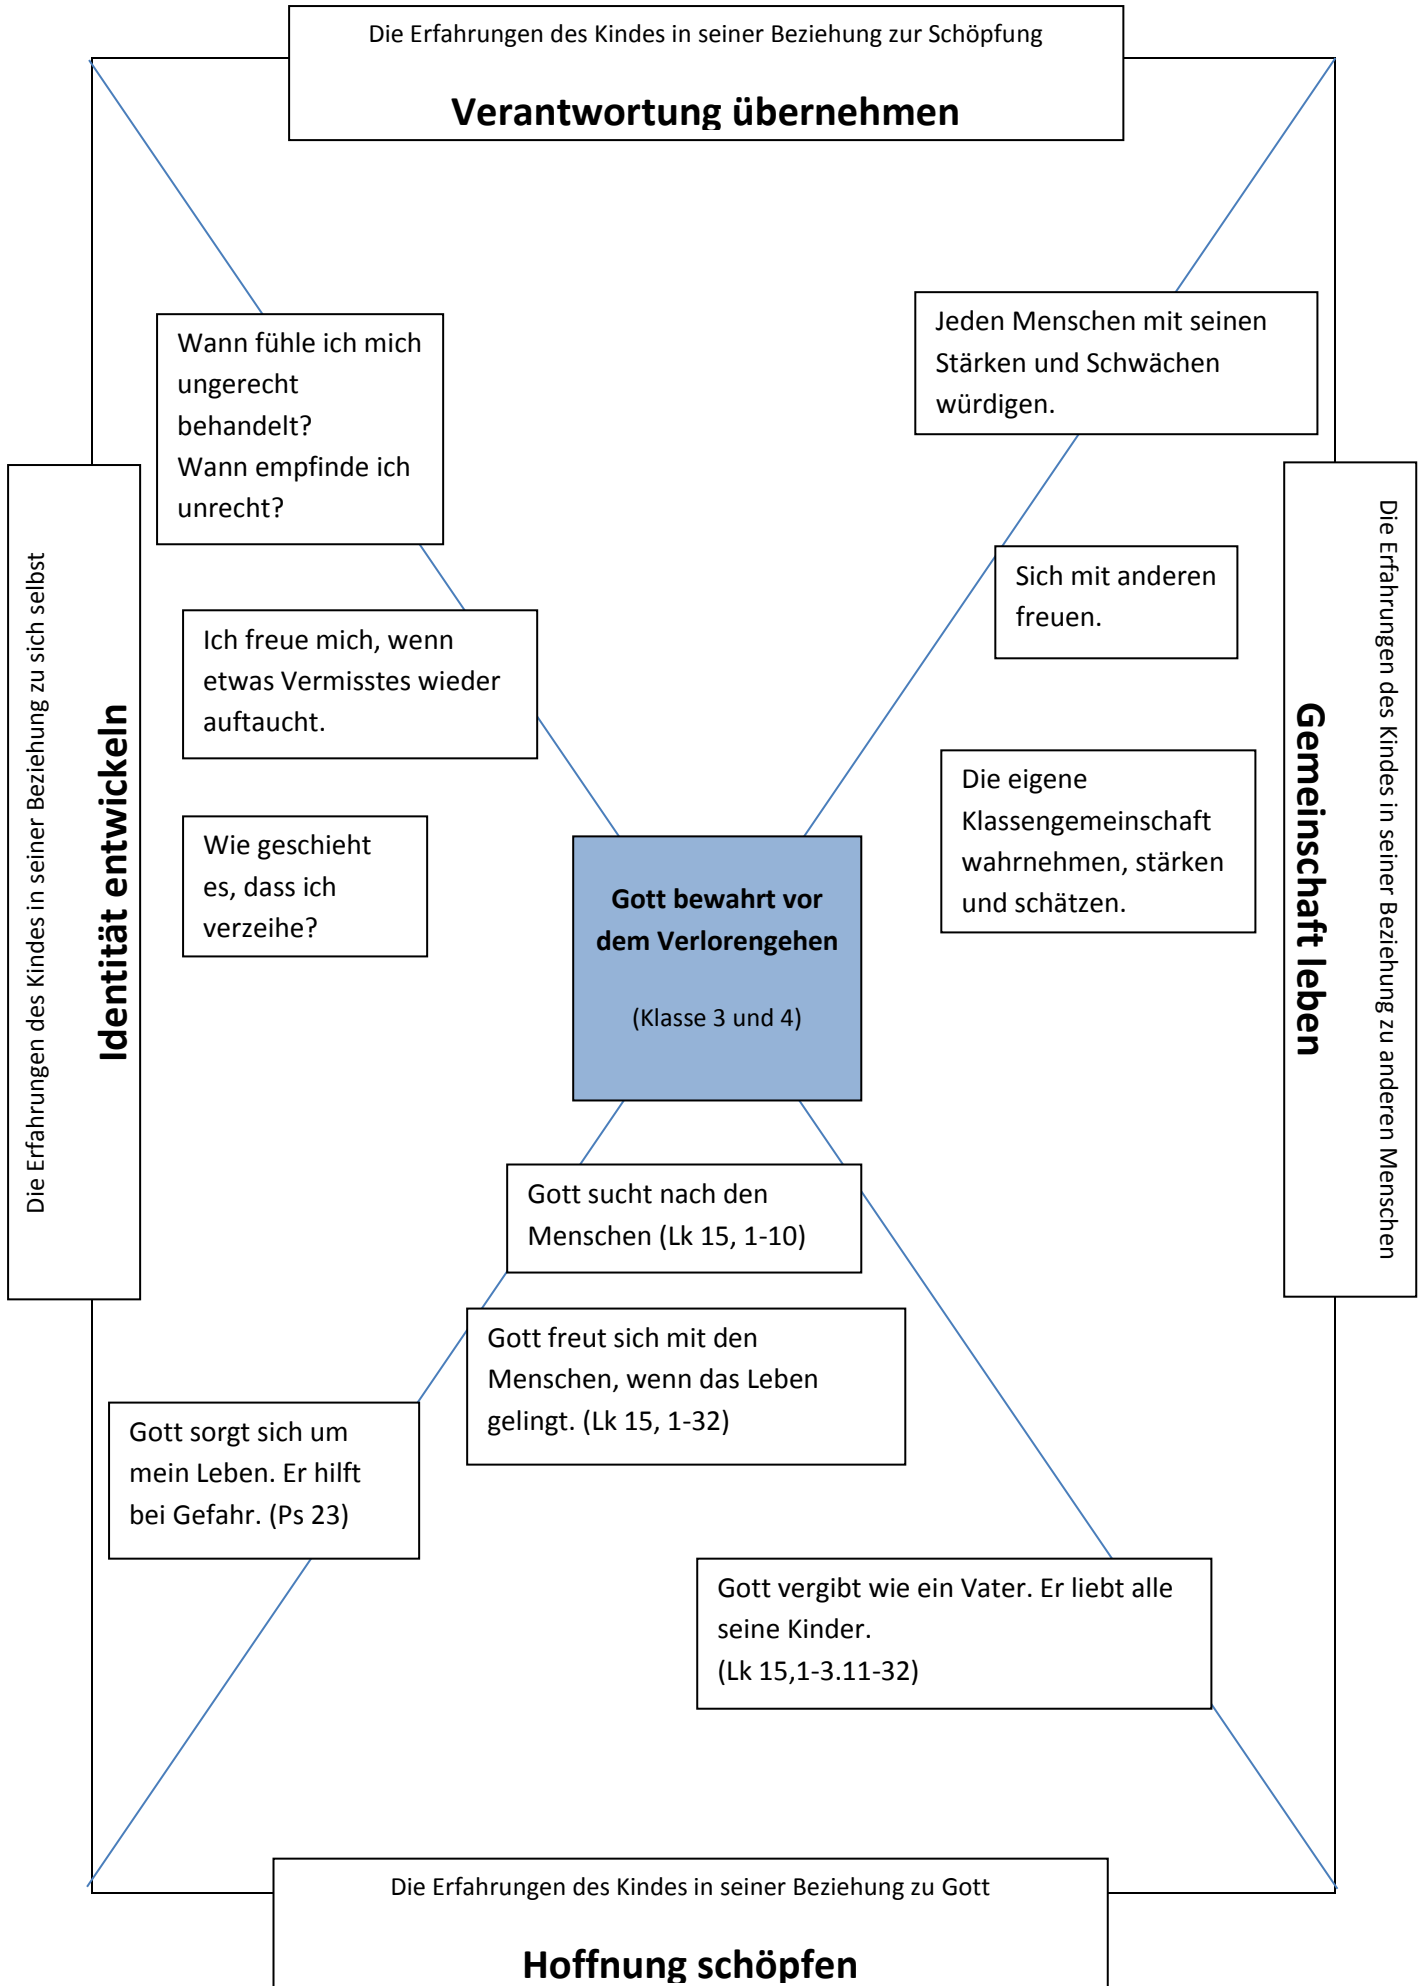 Die Erfahrungen des Kindes in seiner Beziehung zur Schöpfung
Verantwortung übernehmen
Wann fühle ich mich
ungerecht
behandelt?
Wann empfinde ich
unrecht?
Jeden Menschen mit seinen
Stärken und Schwächen
würdigen.
Die Erfahrungen des Kindes in seiner Beziehung zu sich selbst
Identität entwickeln
Ich freue mich, wenn
etwas Vermisstes wieder
auftaucht.
Wie geschieht
es, dass ich
verzeihe?
Sich mit anderen
freuen.
Die eigene
Klassengemeinschaft
wahrnehmen, stärken
und schätzen.
Die Erfahrungen des Kindes in seiner Beziehung zu anderen Menschen
Gemeinschaft leben
Gott bewahrt vor
dem Verlorengehen
(Klasse 3 und 4)
Gott sucht nach den
Menschen (Lk 15, 1-10)
Gott freut sich mit den
Menschen, wenn das Leben
gelingt. (Lk 15, 1-32)
Gott sorgt sich um
mein Leben. Er hilft
bei Gefahr. (Ps 23)
Gott vergibt wie ein Vater. Er liebt alle
seine Kinder.
(Lk 15,1-3.11-32)
Die Erfahrungen des Kindes in seiner Beziehung zu Gott
Hoffnung schöpfen